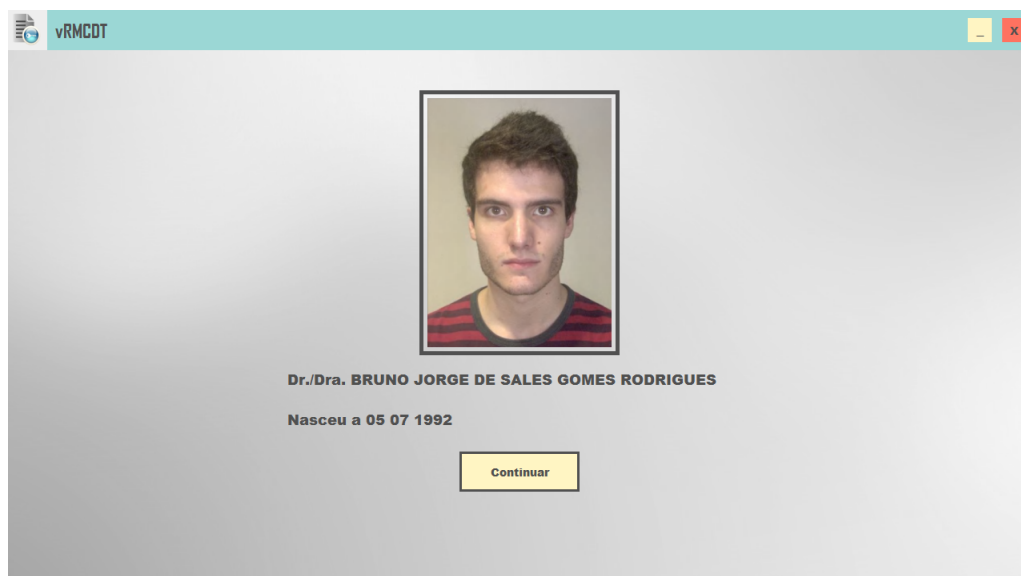 vRMCDT
_
X
Dr./Dra. BRUNO JORGE DE SALES GOMES RODRIGUES
Nasceu a 05 07 1992
Continuar